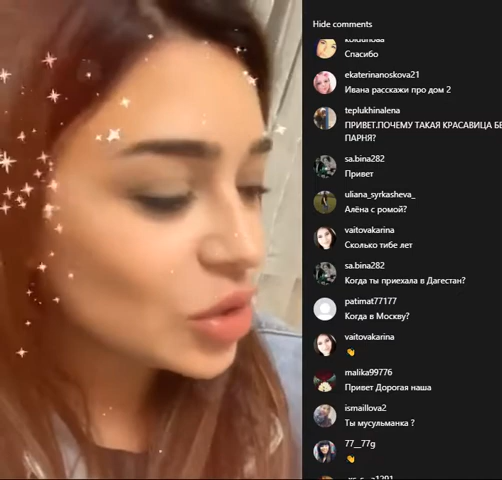 Hide comments
Спасибо
ekaterinanoskova21
Ивана расскажи про дом 2
teplukhinalena
ПРИВЕТ.ПОЧЕМУ ТАКАЯ КРАСАВИЦА
ПАРНЯ?
sa.bina282
Привет
uliana_syrkasheva_
Алёна с ромой?
vaitovakarina
Сколько тибе лет
sa.bina282
Когда ты приехала в Дагестан?
patimat77177
Когда в Москву?
vaitovakarina
👏
malika99776
Привет Дорогая наша
ismaillova2
Ты мусульманка ?
77__77g
👏